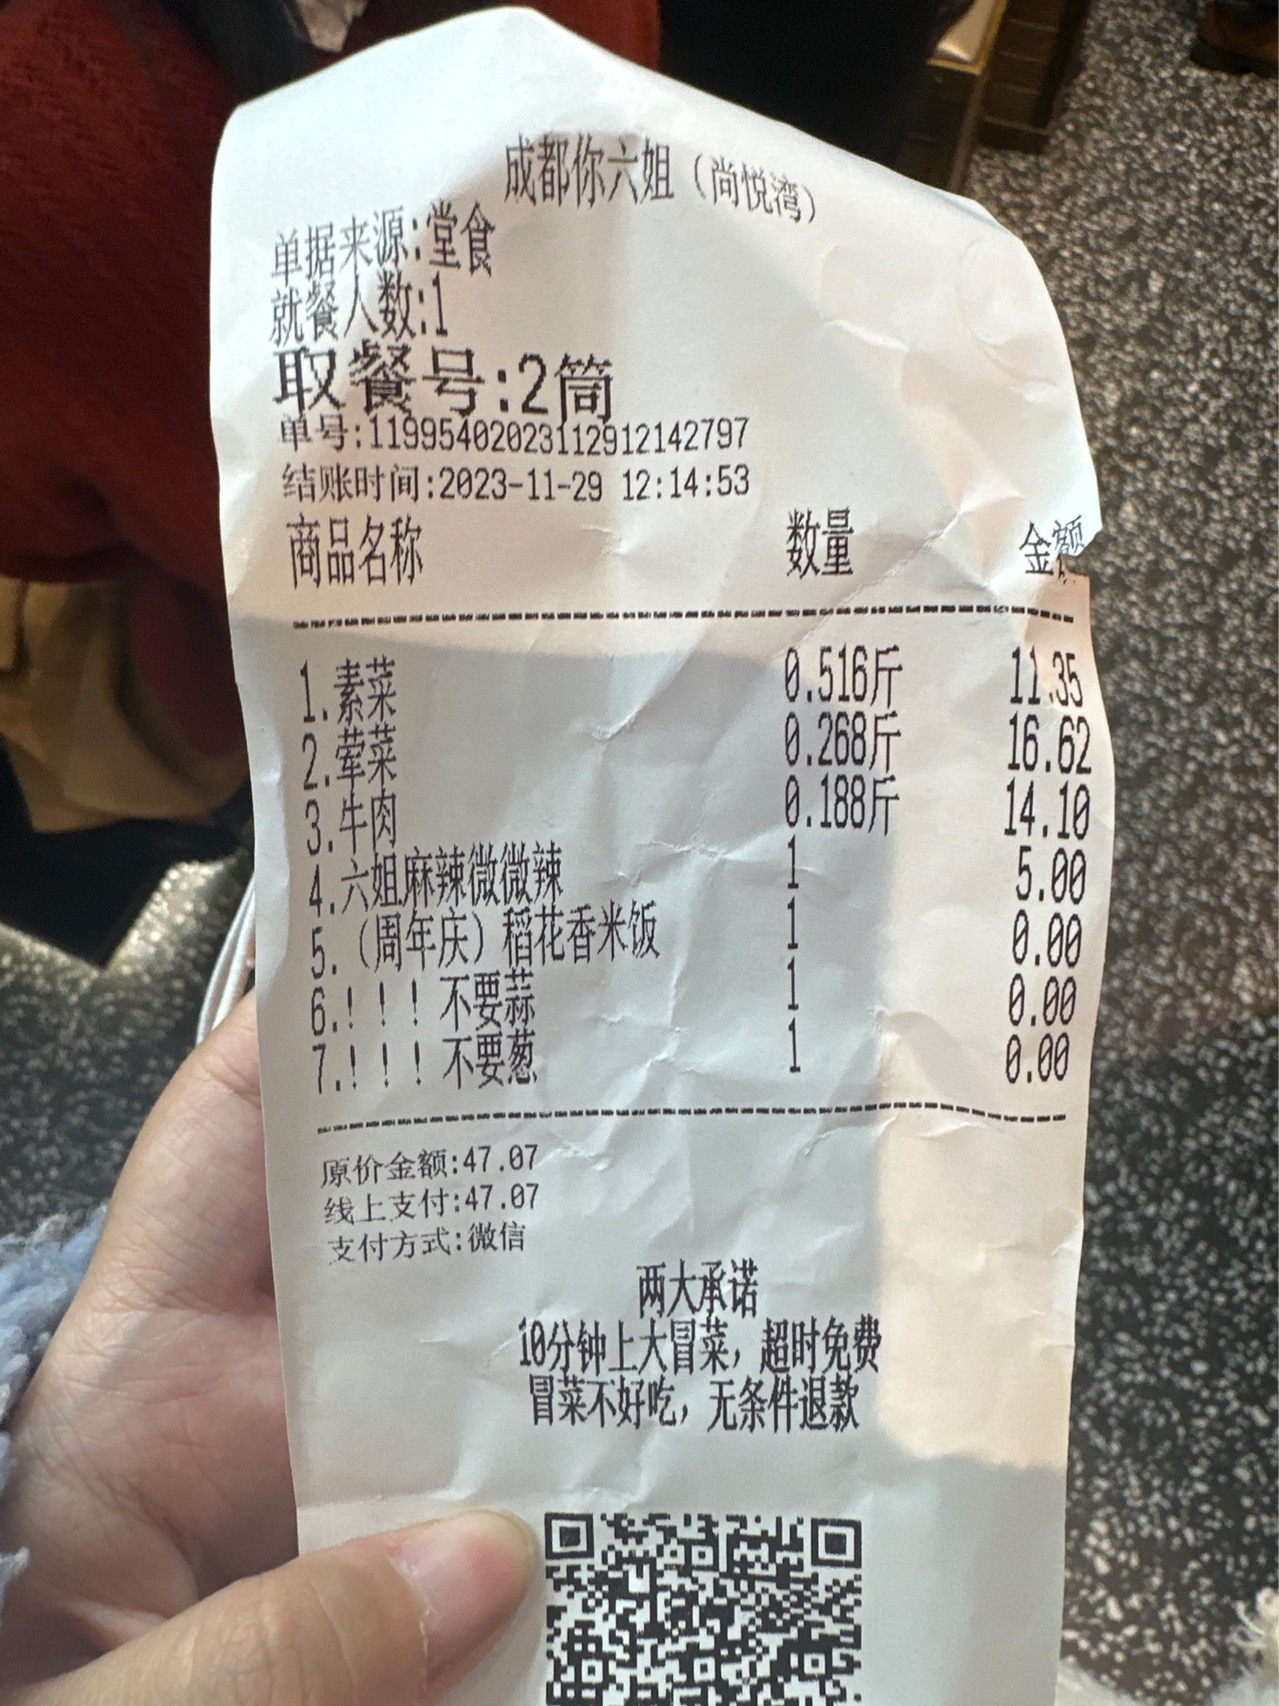 成都你六姐（尚悦湾）
单据来源:堂食
就餐人数:1
取餐号:2筒
单号:11995402023112912142797
结账时间:2023-11-29 12:14:53
商品名称 数量 金额
1.素菜 0.516斤 11.35
2.荤菜 0.268斤 16.62
3.牛肉 0.188斤 14.10
4.六姐麻辣微微辣 1 5.00
5.（周年庆）稻花香米饭 1 0.00
6.！！！不要蒜 1 0.00
7.！！！不要葱 1 0.00
原价金额:47.07
线上支付:47.07
支付方式:微信
两大承诺
10分钟上大冒菜，超时免费
冒菜不好吃，无条件退款